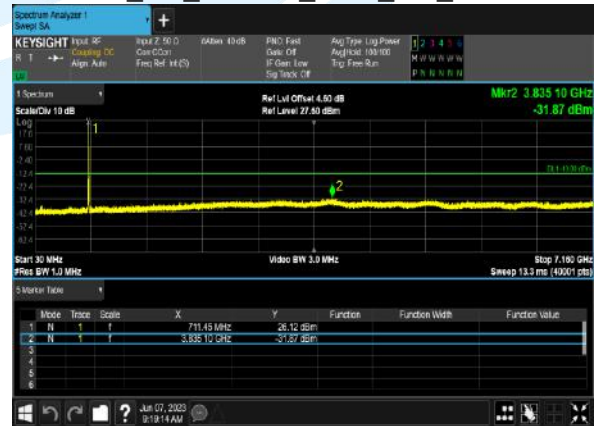 Spectrum Analyzer 1
Swept SA
+
KEYSIGHT
Input: RF
Coupling: DC
Align: Auto
Input Z: 50 Ω
Corr CCorr
Freq Ref: Int (S)
#Atten: 40 dB
PNO: Fast
Gate: Off
IF Gain: Low
Sig Track: Off
Avg Type: Log-Power
Avg|Hold: 100/100
Trig: Free Run
1 2 3 4 5 6
M W W W W W
P N N N N N
1 Spectrum
Scale/Div 10 dB
Ref Lvl Offset 4.50 dB
Ref Level 27.50 dBm
Mkr2 3.835 10 GHz
-31.87 dBm
Log
1
2
Start 30 MHz
#Res BW 1.0 MHz
Video BW 3.0 MHz
Stop 7.160 GHz
Sweep 13.3 ms (40001 pts)
5 Marker Table
Mode Trace Scale X Y Function Function Width Function Value
1 N 1 f 711.45 MHz 26.12 dBm
2 N 1 f 3.835 10 GHz -31.87 dBm
3
4
5
6
?
Jun 07, 2023
9:19:14 AM